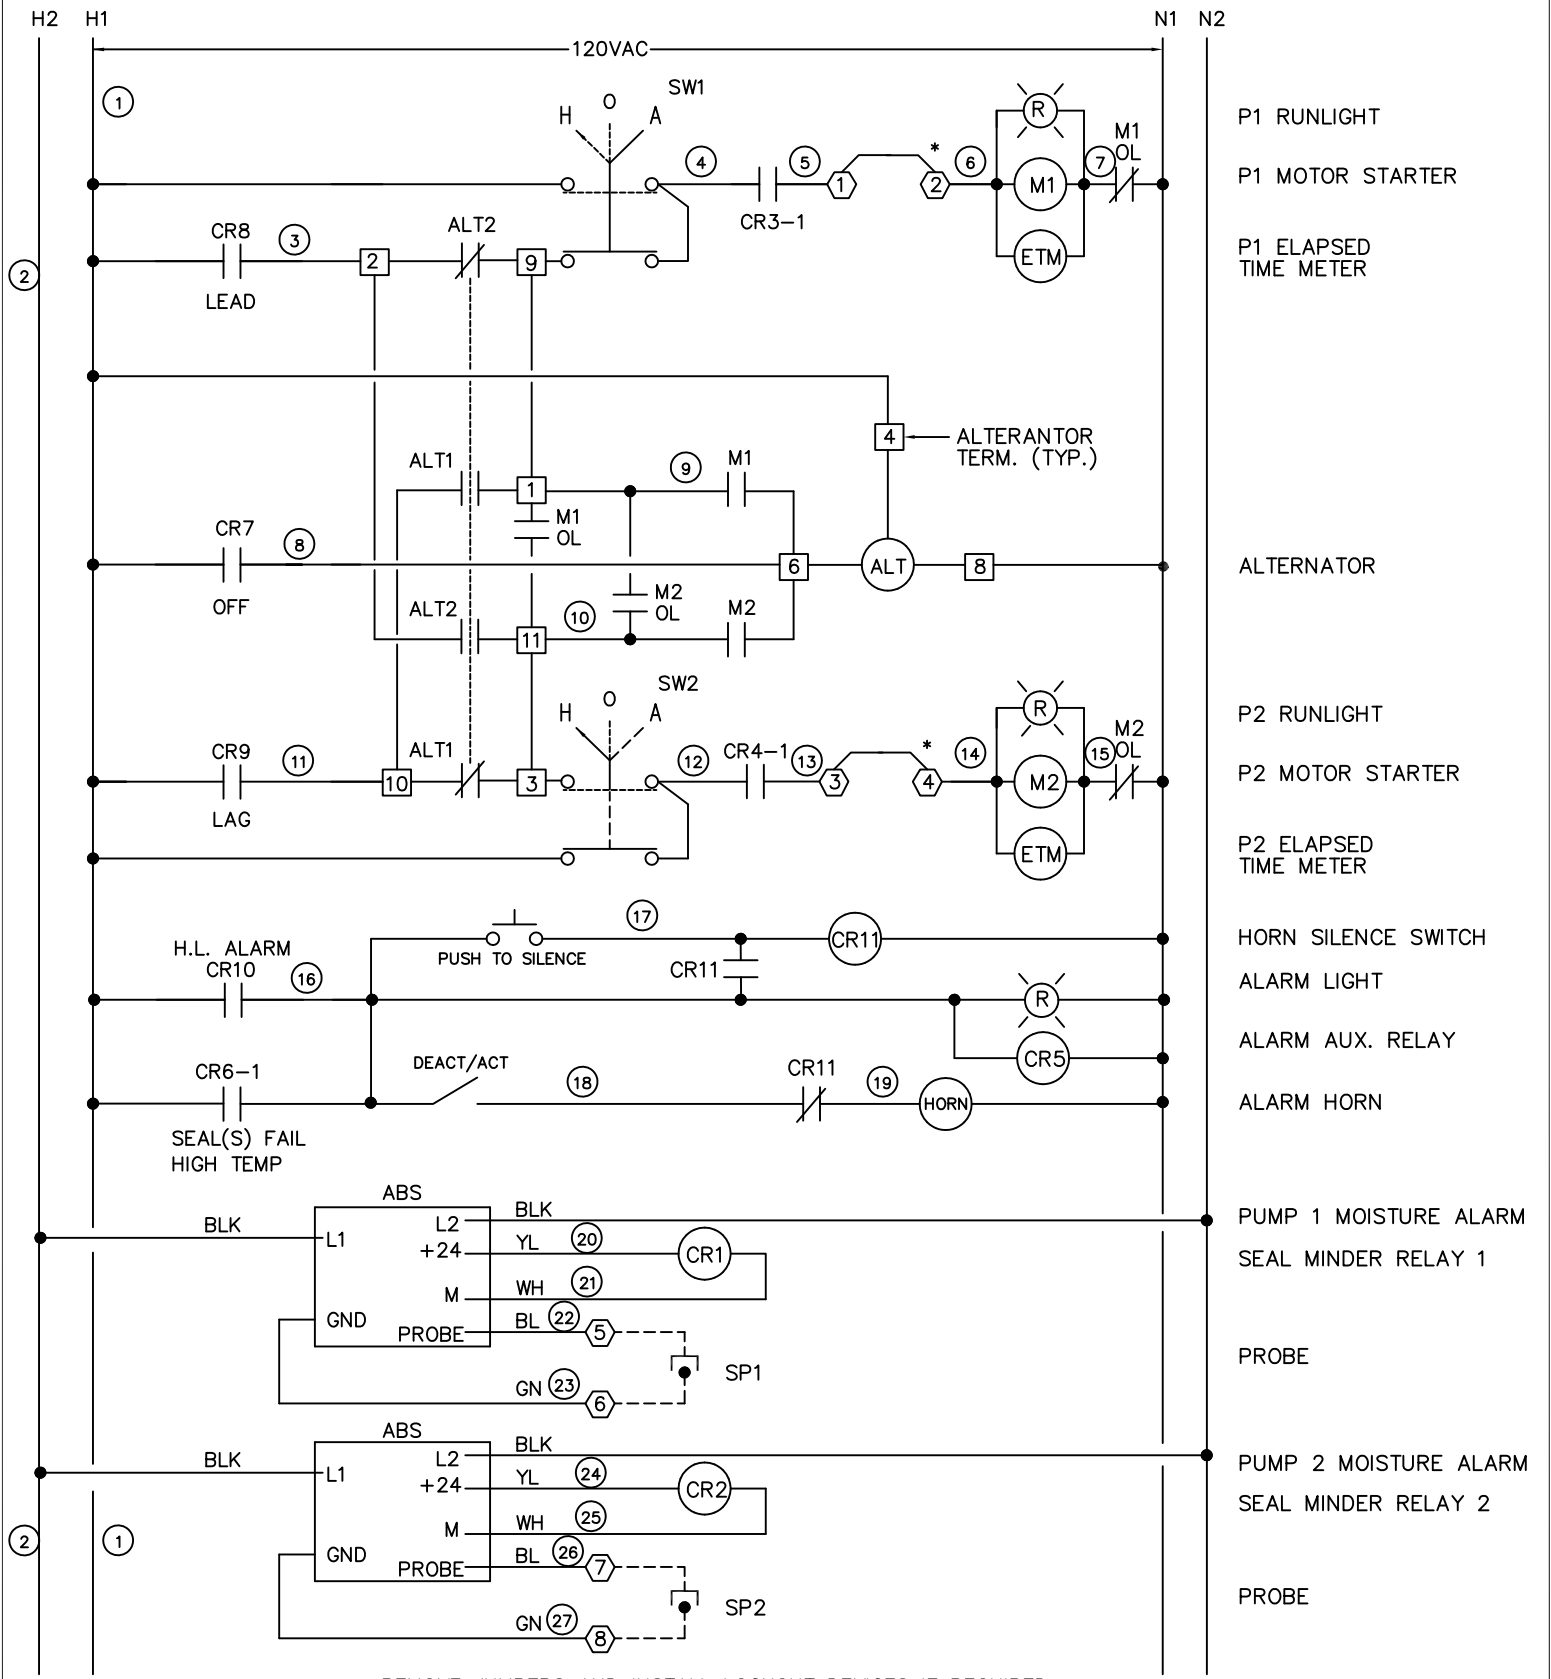 H2 H1 N1 N2
120VAC
1
SW1
H O A
P1 RUNLIGHT
M1
OL
4 5 * 6 7
1 2 M1
R
P1 MOTOR STARTER
CR3-1
CR8
3
ALT2
2 9
LEAD
ETM
P1 ELAPSED
TIME METER
2
4
ALTERANTOR
TERM. (TYP.)
ALT1
1
9
M1
M1
OL
CR7
8
OFF
6
ALT
8
ALTERNATOR
ALT2
11
10
M2
OL
M2
SW2
H O A
R
P2 RUNLIGHT
M2
OL
CR9
11
ALT1
10 3
LAG
12
CR4-1
13
3
*
4
14
M2
15
P2 MOTOR STARTER
ETM
P2 ELAPSED
TIME METER
17
PUSH TO SILENCE
CR11
CR11
HORN SILENCE SWITCH
H.L. ALARM
CR10
16
R
ALARM LIGHT
CR5
ALARM AUX. RELAY
CR6-1
DEACT/ACT
18
CR11
19
HORN
ALARM HORN
SEAL(S) FAIL
HIGH TEMP
ABS
BLK
L1
L2
BLK
PUMP 1 MOISTURE ALARM
+24
YL
20
CR1
SEAL MINDER RELAY 1
M
WH
21
GND
PROBE
BL
22
5
SP1
PROBE
GN
23
6
ABS
BLK
L1
L2
BLK
PUMP 2 MOISTURE ALARM
+24
YL
24
CR2
SEAL MINDER RELAY 2
M
WH
25
2
1
GND
PROBE
BL
26
7
SP2
PROBE
GN
27
8